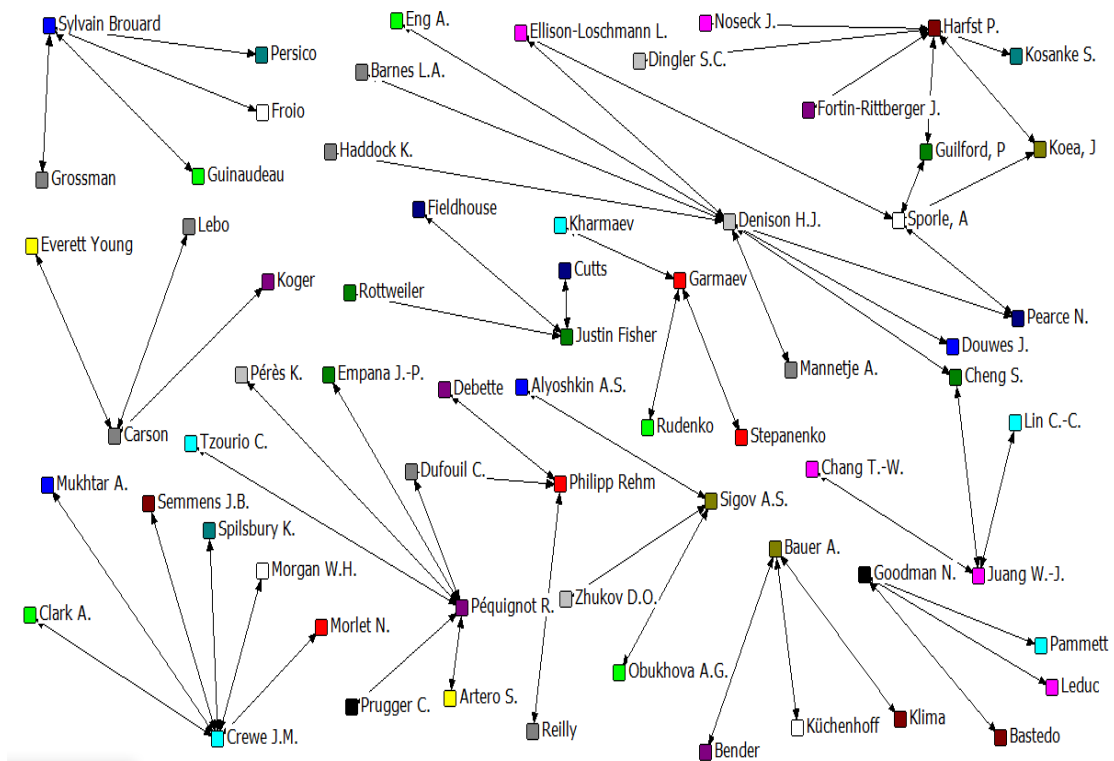 Sylvain Brouard
Eng A.
Ellison-Loschmann L.
Noseck J.
Harfst P.
Persico
Barnes L.A.
Dingler S.C.
Kosanke S.
Froio
Fortin-Rittberger J.
Haddock K.
Guilford, P
Koea, J
Grossman
Guinaudeau
Fieldhouse
Kharmaev
Denison H.J.
Sporle, A
Everett Young
Lebo
Koger
Rottweiler
Cutts
Garmaev
Pearce N.
Justin Fisher
Douwes J.
Pérès K.
Empana J.-P.
Debette
Alyoshkin A.S.
Mannetje A.
Cheng S.
Carson
Tzourio C.
Rudenko
Stepanenko
Lin C.-C.
Mukhtar A.
Dufouil C.
Philipp Rehm
Chang T.-W.
Semmens J.B.
Sigov A.S.
Spilsbury K.
Bauer A.
Morgan W.H.
Goodman N.
Juang W.-J.
Clark A.
Morlet N.
Péquignot R.
Zhukov D.O.
Pammett
Obukhova A.G.
Leduc
Prugger C.
Artero S.
Crewe J.M.
Reilly
Küchenhoff
Klima
Bender
Bastedo